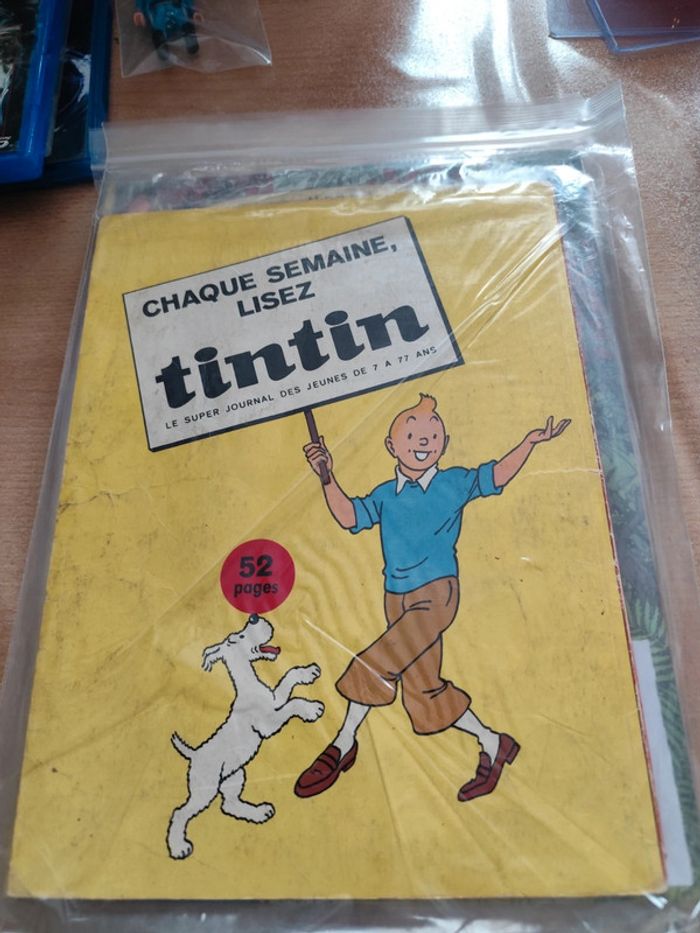 CHAQUE SEMAINE,
LISEZ
tintin
LE SUPER JOURNAL DES JEUNES DE 7 A 77 ANS
52
pages